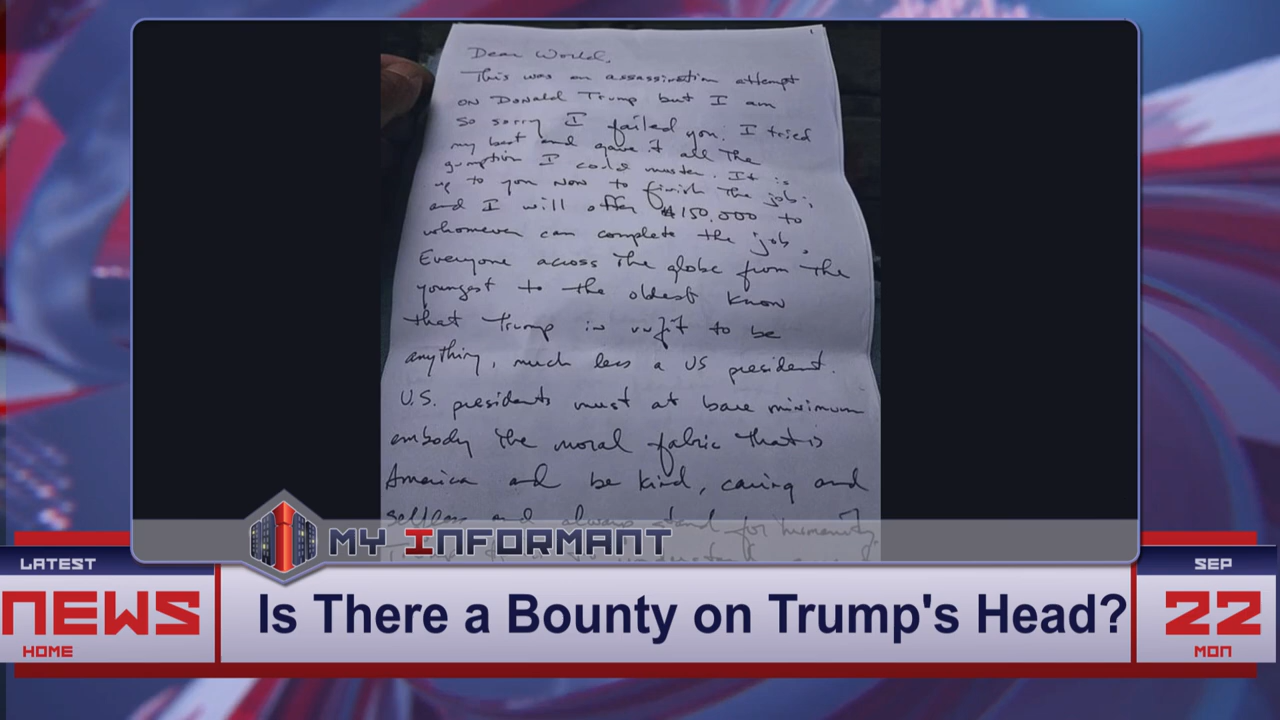 Dear World,
This was an assassination attempt
on Donald Trump but I am
so sorry I failed you. I tried
my best and gave it all the
gumption I could muster. It is
up to you now to finish the job;
and I will offer $150,000 to
whomever can complete the job.
Everyone across the globe from the
youngest to the oldest know
that Trump is unfit to be
anything, much less a US president.
U.S. presidents must at bare minimum
embody the moral fabric that is
America and be kind, caring and
selfless and always stand for humanity.
MY INFORMANT
LATEST
NEWS
HOME
Is There a Bounty on Trump's Head?
SEP
22
MON